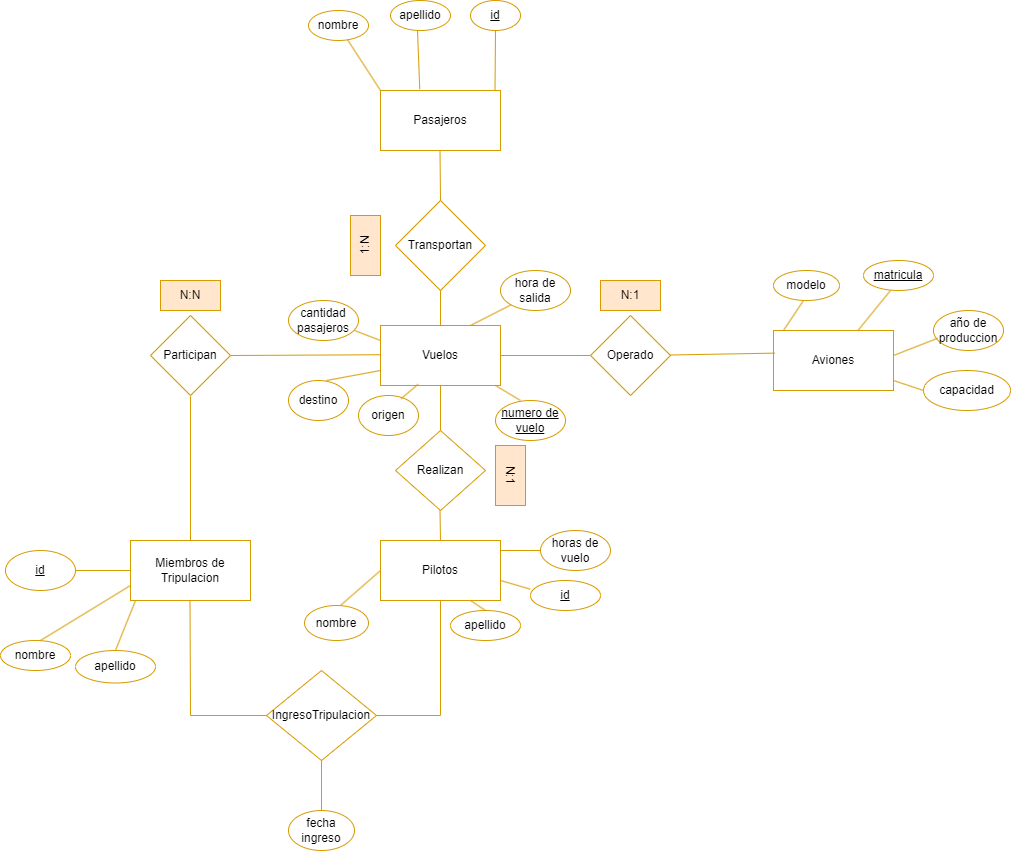 nombre
apellido
id
Pasajeros
N:1
Transportan
hora de
salida
modelo
matricula
N:N
N:1
cantidad
pasajeros
año de
produccion
Participan
Vuelos
Operado
Aviones
capacidad
destino
origen
numero de
vuelo
Realizan
N:1
horas de
vuelo
Miembros de
Tripulacion
id
Pilotos
id
nombre
apellido
nombre
apellido
IngresoTripulacion
fecha
ingreso